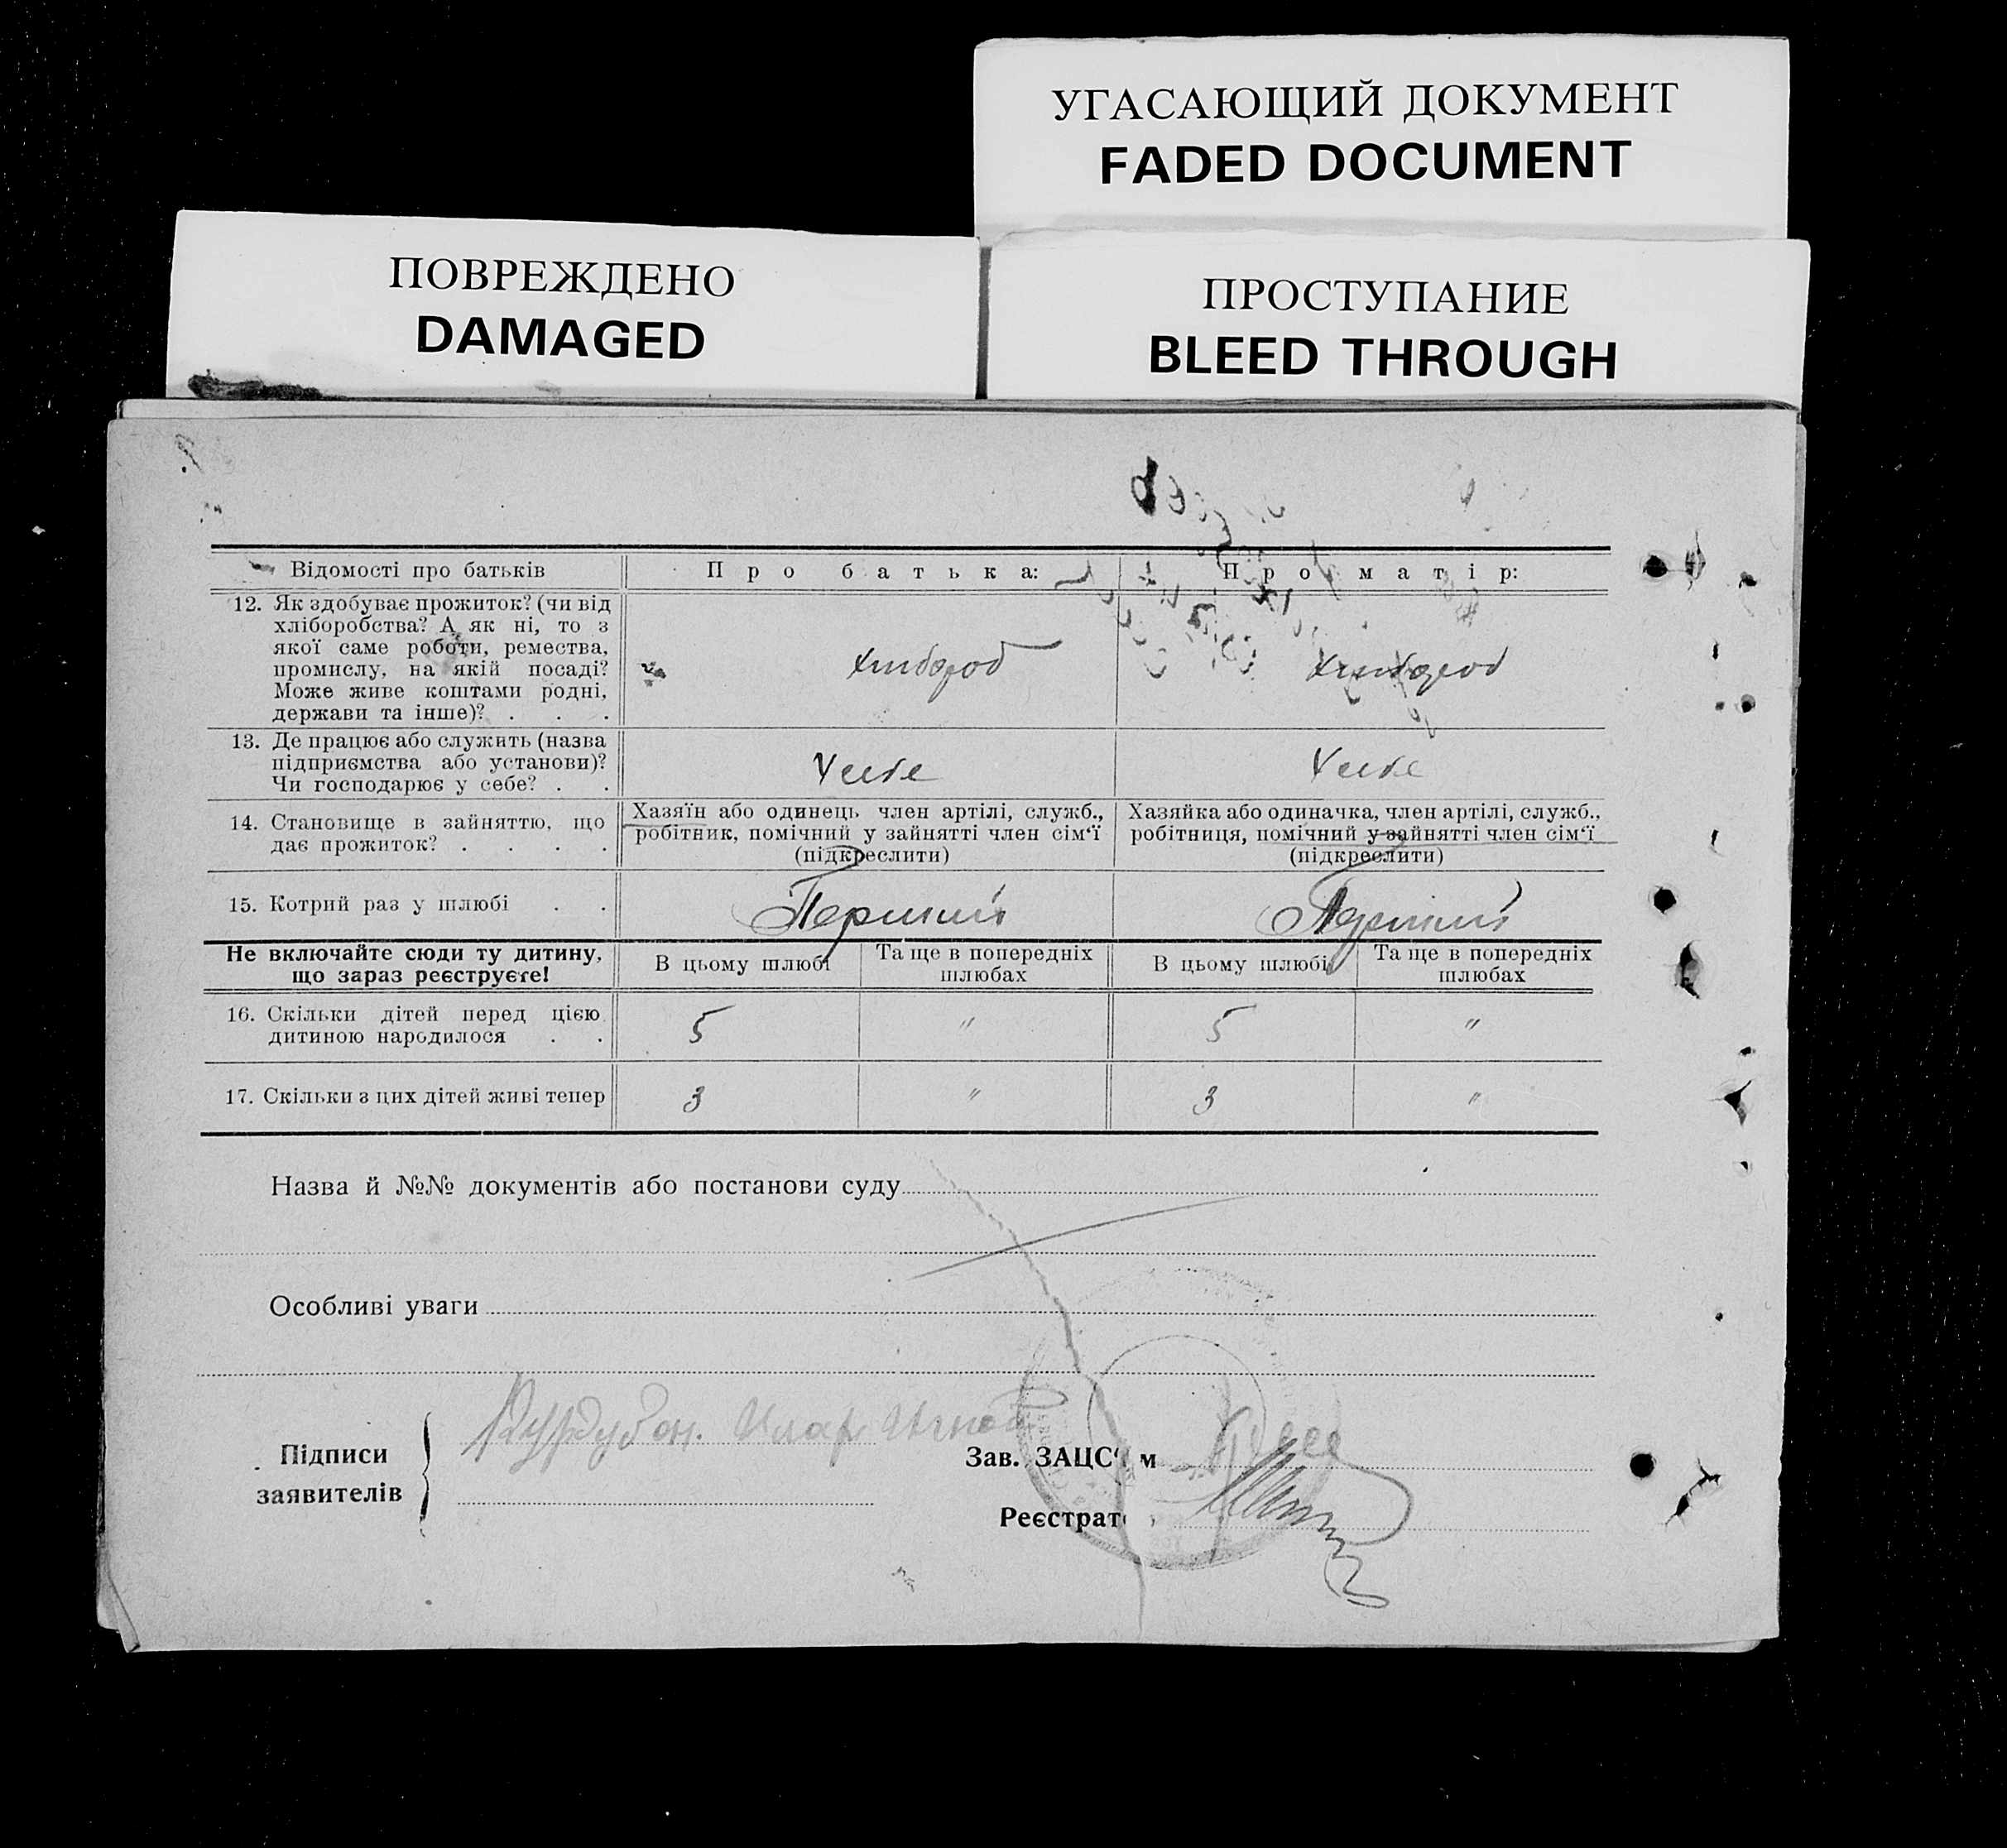 УГАСАЮЩИЙ ДОКУМЕНТ
FADED DOCUMENT
ПОВРЕЖДЕНО
DAMAGED
ПРОСТУПАНИЕ
BLEED THROUGH
Відомості про батьків
Про батька:
Про матір:
12. Як здобуває прожиток? (чи від
хліборобства? А як ні, то з
якої саме роботи, ремества,
промислу, на якій посаді?
Може живе коштами родні,
держави та інше)? . . .
хлібороб
хлібороб
13. Де працює або служить (назва
підприємства або установи)?
Чи господарює у себе? . .
У себе
У себе
14. Становище в зайняттю, що
дає прожиток? . . . .
Хазяїн або одинець член артілі, служб.,
робітник, помічний у зайнятті член сім'ї
(підкреслити)
Хазяйка або одиначка, член артілі, служб.,
робітниця, помічний у зайнятті член сім'ї
(підкреслити)
15. Котрий раз у шлюбі . .
Перший
Перший
Не включайте сюди ту дитину,
що зараз реєструєте!
В цьому шлюбі
Та ще в попередніх
шлюбах
В цьому шлюбі
Та ще в попередніх
шлюбах
16. Скільки дітей перед цією
дитиною народилося . .
5
"
5
"
17. Скільки з цих дітей живі тепер
3
"
3
"
Назва й №№ документів або постанови суду
Особливі уваги
Підписи
заявителів
Зав. ЗАЦС'ом
Реєстрат